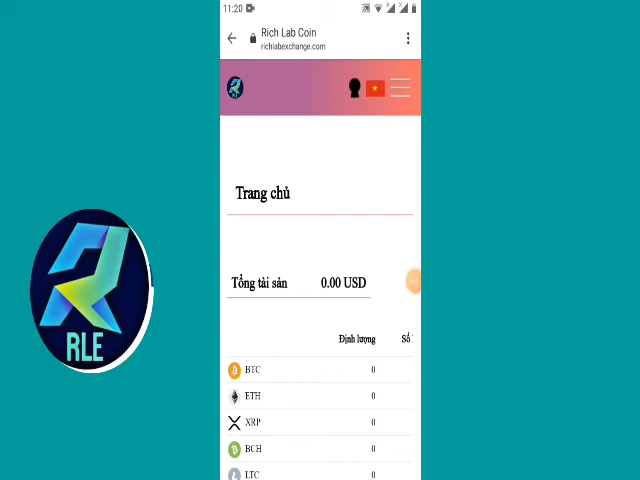 11:20
Rich Lab Coin
richlabexchange.com
RLE
Trang chủ
Tổng tài sản 0.00 USD
Định lượng Số
BTC 0
ETH 0
XRP 0
BCH 0
LTC 0
RLE